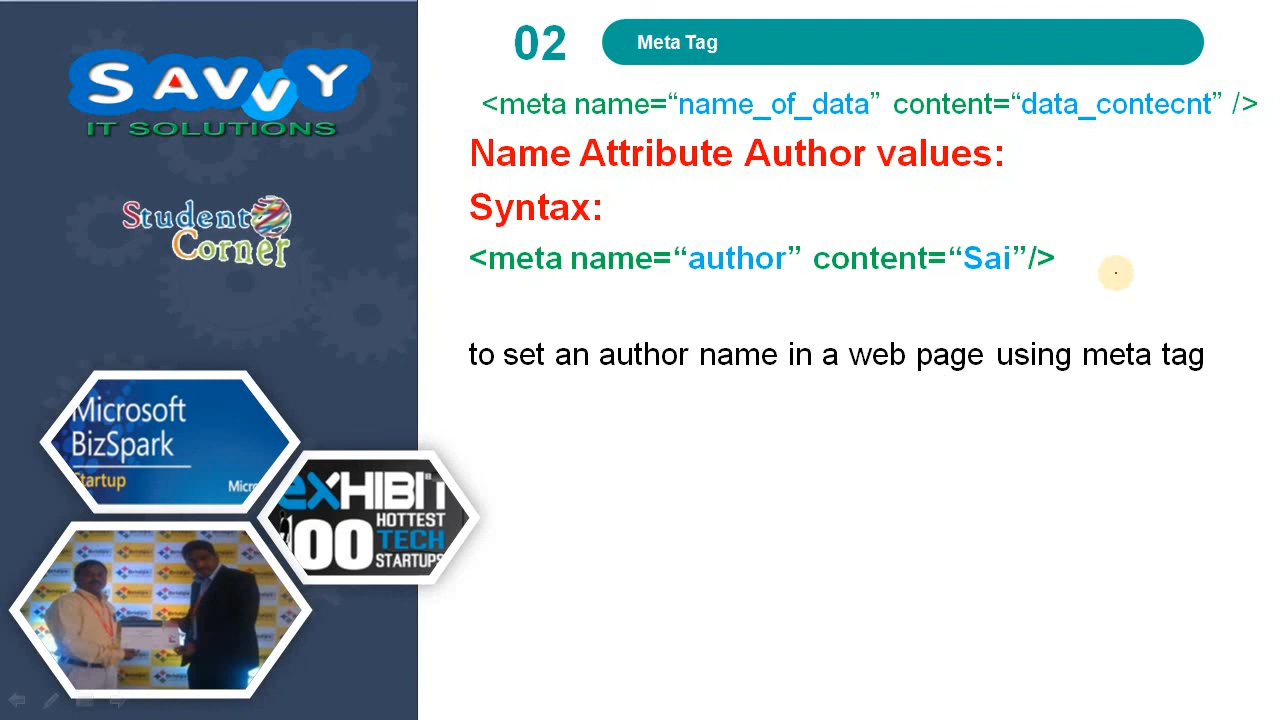 SAVVY
IT SOLUTIONS
Student
Corner
02
Meta Tag
<meta name=“name_of_data” content=“data_contecnt” />
Name Attribute Author values:
Syntax:
<meta name=“author” content=“Sai”/>
to set an author name in a web page using meta tag
Microsoft
BizSpark
Startup
Micro
eXHIBIT
100
HOTTEST
TECH
STARTUPS